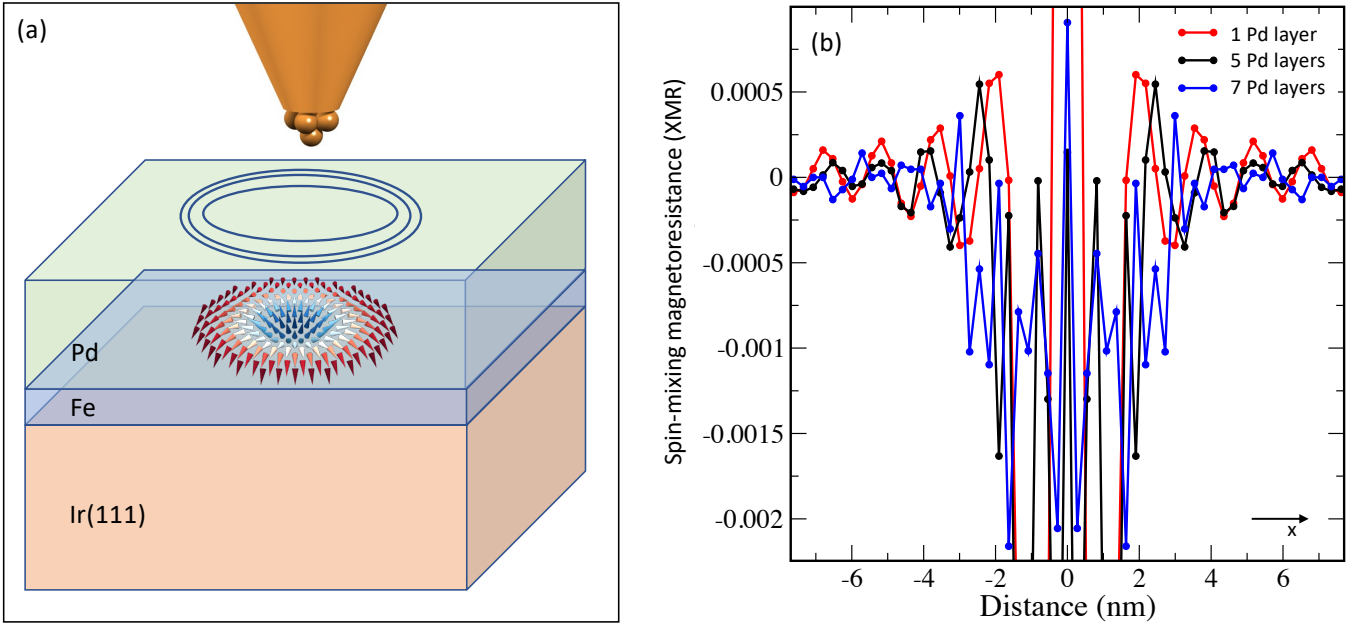 (a)
Pd
Fe
Ir(111)
(b)
1 Pd layer
5 Pd layers
7 Pd layers
Spin-mixing magnetoresistance (XMR)
0.0005
0
-0.0005
-0.001
-0.0015
-0.002
x
-6
-4
-2
0
2
4
6
Distance (nm)